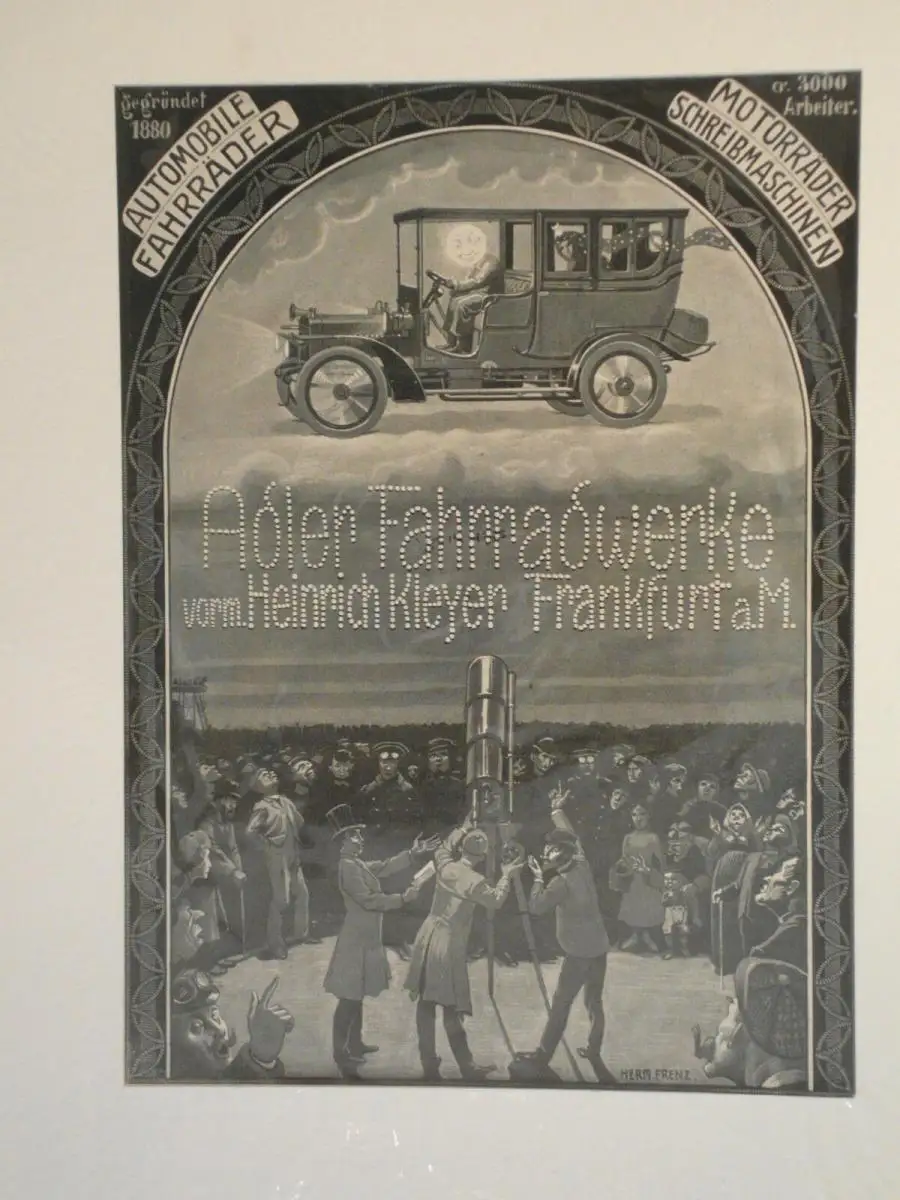 gegründet
1880
AUTOMOBILE
FAHRRÄDER
MOTORRÄDER
SCHREIBMASCHINEN
cr. 3000
Arbeiter.
Adler Fahrradwerke
vorm. Heinrich Kleyer Frankfurt a.M.
HERM FRENZ